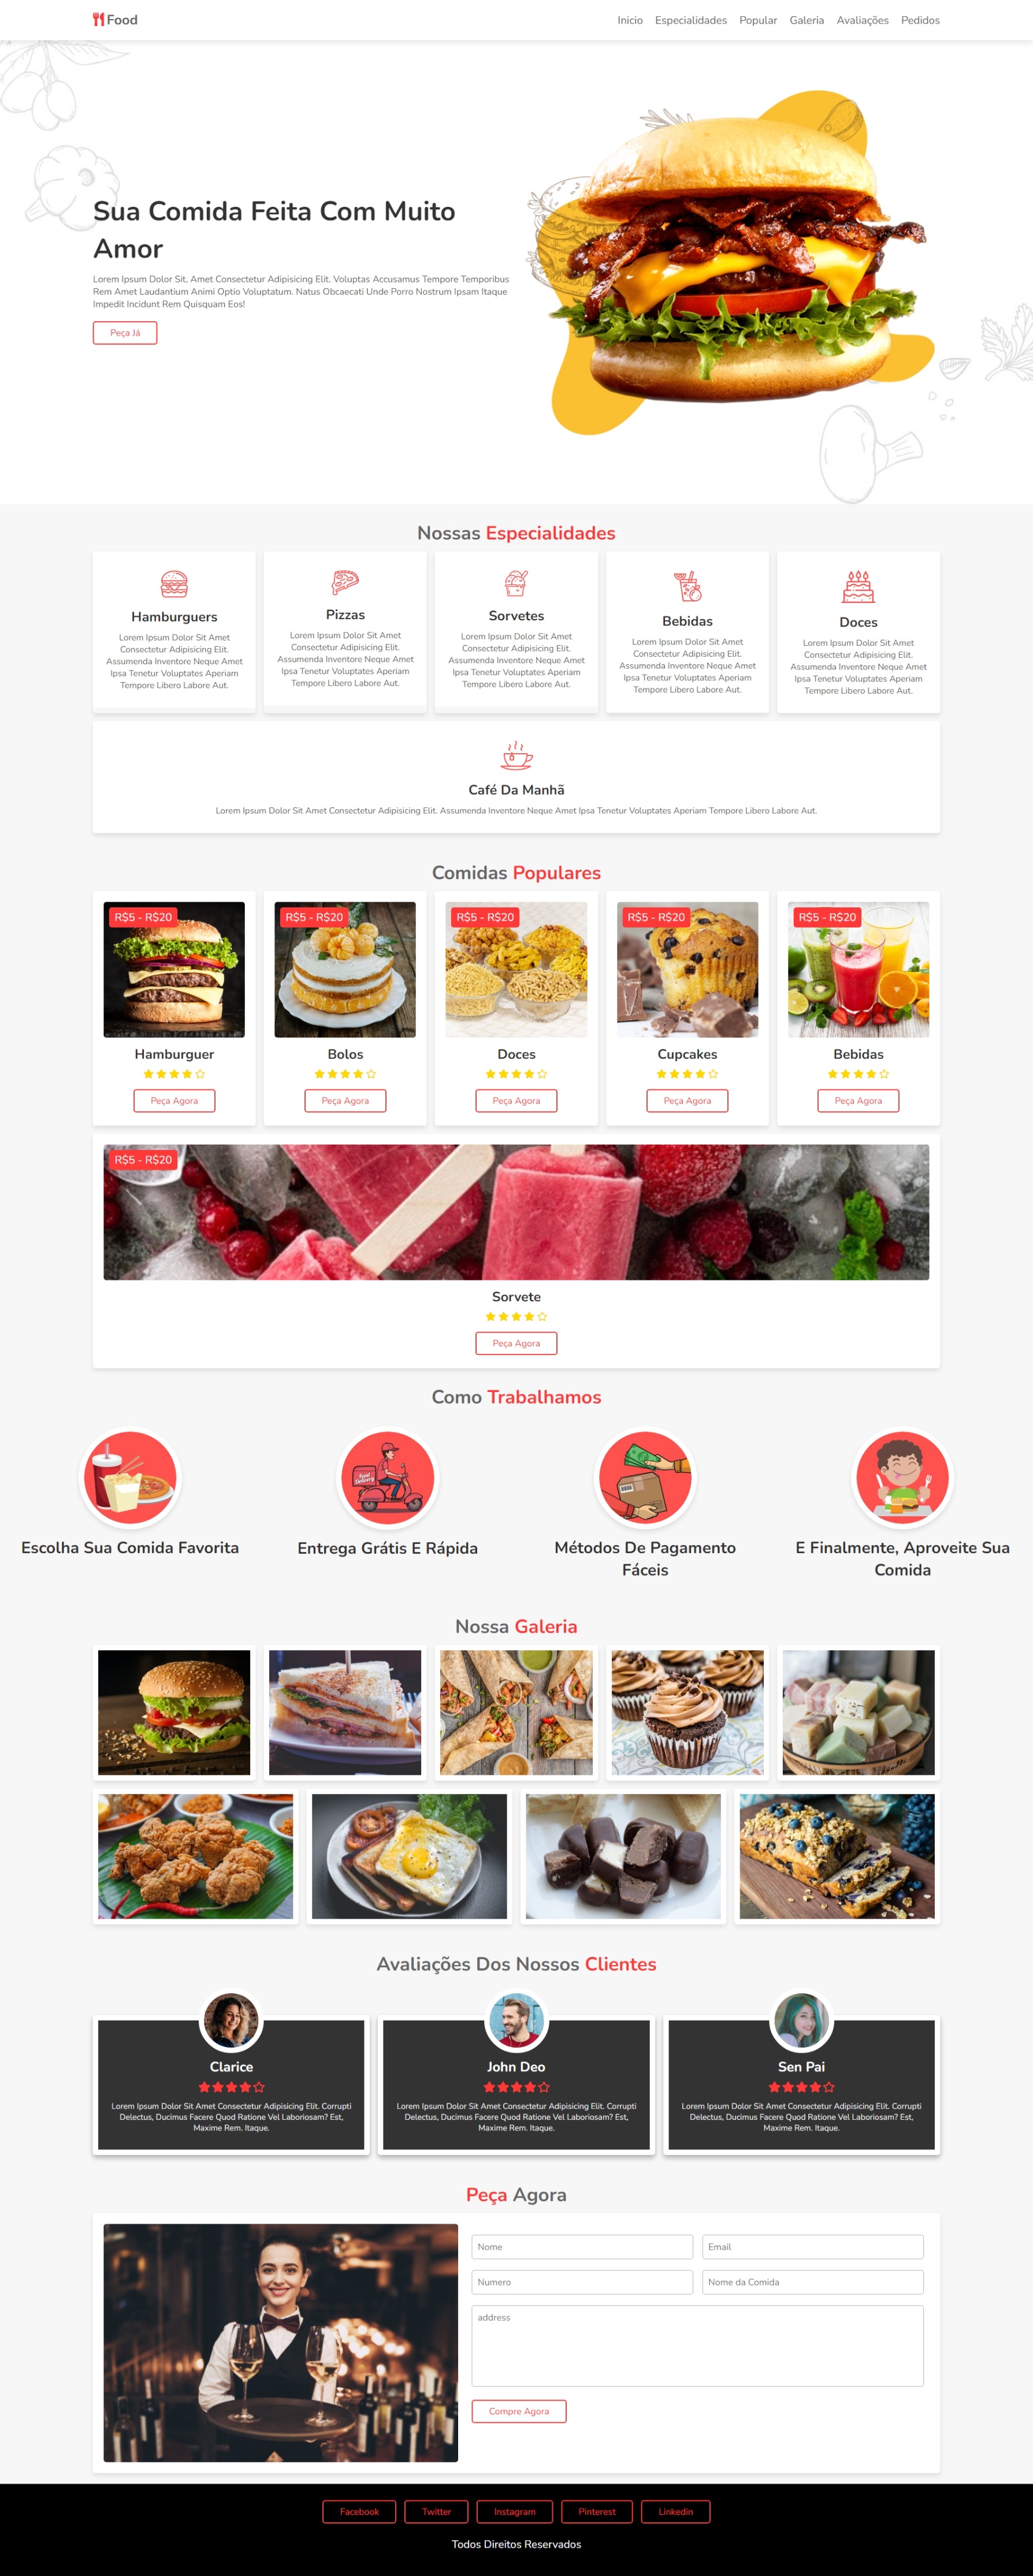 Food
Inicio Especialidades Popular Galeria Avaliações Pedidos
Sua Comida Feita Com Muito
Amor
Lorem Ipsum Dolor Sit, Amet Consectetur Adipisicing Elit. Voluptas Accusamus Tempore Temporibus
Rem Amet Laudantium Animi Optio Voluptatum. Natus Obcaecati Unde Porro Nostrum Ipsam Itaque
Impedit Incidunt Rem Quisquam Eos!
Peça Já
Nossas Especialidades
Hamburguers
Lorem Ipsum Dolor Sit Amet
Consectetur Adipisicing Elit.
Assumenda Inventore Neque Amet
Ipsa Tenetur Voluptates Aperiam
Tempore Libero Labore Aut.
Pizzas
Lorem Ipsum Dolor Sit Amet
Consectetur Adipisicing Elit.
Assumenda Inventore Neque Amet
Ipsa Tenetur Voluptates Aperiam
Tempore Libero Labore Aut.
Sorvetes
Lorem Ipsum Dolor Sit Amet
Consectetur Adipisicing Elit.
Assumenda Inventore Neque Amet
Ipsa Tenetur Voluptates Aperiam
Tempore Libero Labore Aut.
Bebidas
Lorem Ipsum Dolor Sit Amet
Consectetur Adipisicing Elit.
Assumenda Inventore Neque Amet
Ipsa Tenetur Voluptates Aperiam
Tempore Libero Labore Aut.
Doces
Lorem Ipsum Dolor Sit Amet
Consectetur Adipisicing Elit.
Assumenda Inventore Neque Amet
Ipsa Tenetur Voluptates Aperiam
Tempore Libero Labore Aut.
Café Da Manhã
Lorem Ipsum Dolor Sit Amet Consectetur Adipisicing Elit. Assumenda Inventore Neque Amet Ipsa Tenetur Voluptates Aperiam Tempore Libero Labore Aut.
Comidas Populares
R$5 - R$20
Hamburguer
Peça Agora
R$5 - R$20
Bolos
Peça Agora
R$5 - R$20
Doces
Peça Agora
R$5 - R$20
Cupcakes
Peça Agora
R$5 - R$20
Bebidas
Peça Agora
R$5 - R$20
Sorvete
Peça Agora
Como Trabalhamos
Escolha Sua Comida Favorita
Food
Delivery
Entrega Grátis E Rápida
Métodos De Pagamento
Fáceis
E Finalmente, Aproveite Sua
Comida
Nossa Galeria
Avaliações Dos Nossos Clientes
Clarice
Lorem Ipsum Dolor Sit Amet Consectetur Adipisicing Elit. Corrupti
Delectus, Ducimus Facere Quod Ratione Vel Laboriosam? Est,
Maxime Rem. Itaque.
John Deo
Lorem Ipsum Dolor Sit Amet Consectetur Adipisicing Elit. Corrupti
Delectus, Ducimus Facere Quod Ratione Vel Laboriosam? Est,
Maxime Rem. Itaque.
Sen Pai
Lorem Ipsum Dolor Sit Amet Consectetur Adipisicing Elit. Corrupti
Delectus, Ducimus Facere Quod Ratione Vel Laboriosam? Est,
Maxime Rem. Itaque.
Peça Agora
Nome
Email
Numero
Nome da Comida
address
Compre Agora
Facebook Twitter Instagram Pinterest Linkedin
Todos Direitos Reservados